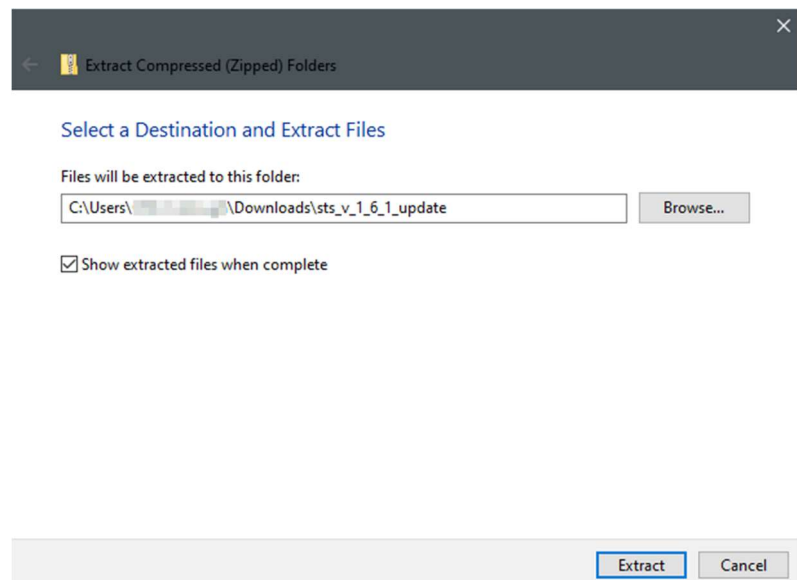 Extract Compressed (Zipped) Folders
Select a Destination and Extract Files
Files will be extracted to this folder:
C:\Users\ \Downloads\sts_v_1_6_1_update
Browse...
Show extracted files when complete
Extract
Cancel